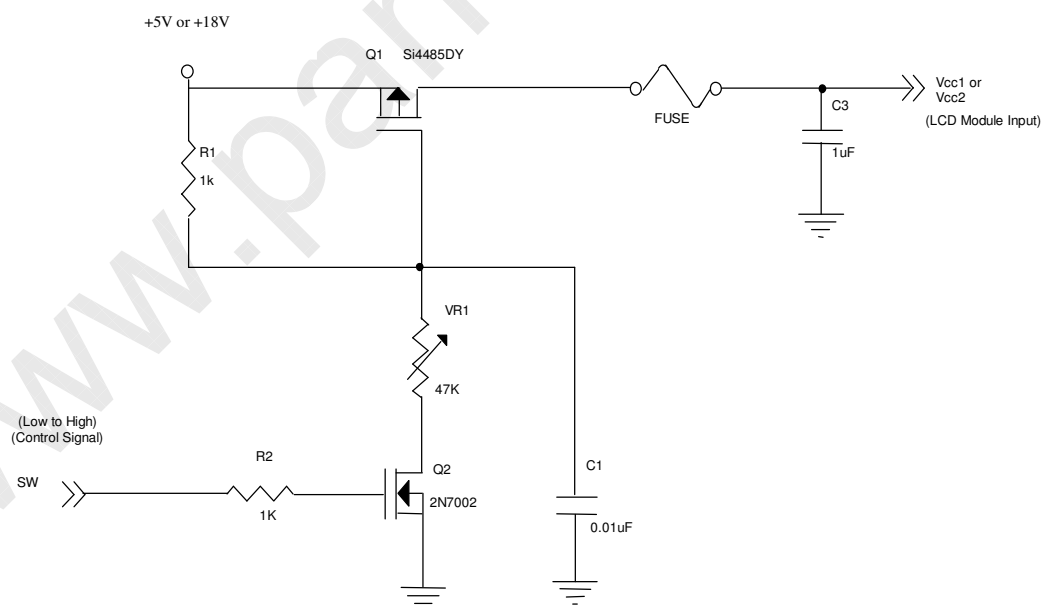 +5V or +18V
Q1 Si4485DY
FUSE
Vcc1 or
Vcc2
(LCD Module Input)
C3
1uF
R1
1k
VR1
47K
(Low to High)
(Control Signal)
SW
R2
1K
Q2
2N7002
C1
0.01uF